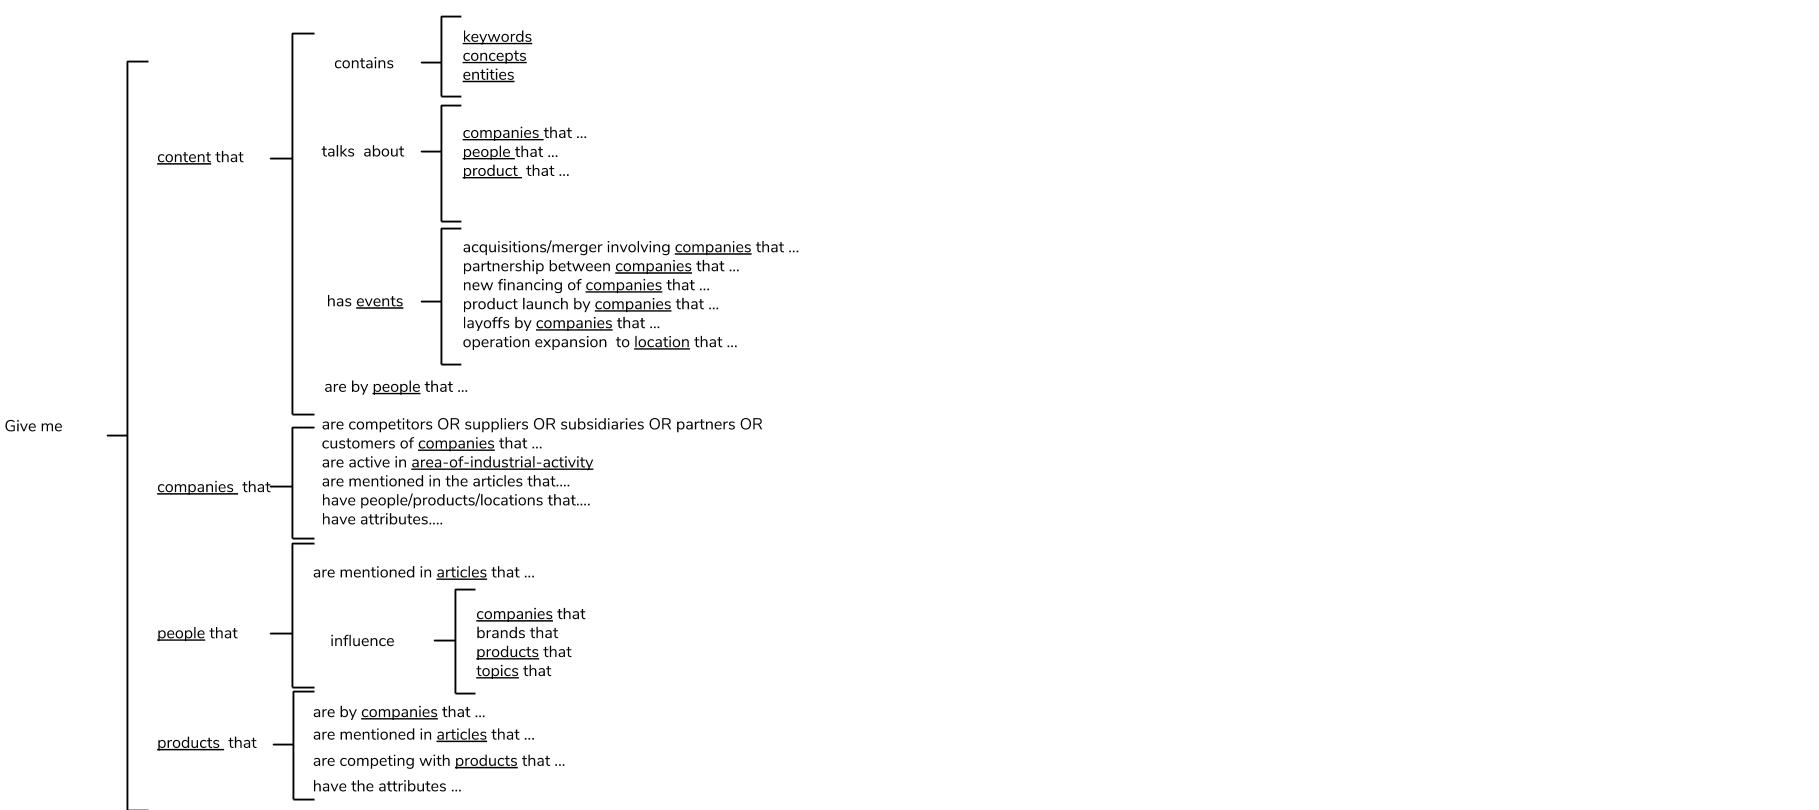 Give me
content that
contains
keywords
concepts
entities
talks  about
companies that ...
people that ...
product  that ...
has events
acquisitions/merger involving companies that ...
partnership between companies that ...
new financing of companies that ...
product launch by companies that ...
layoffs by companies that ...
operation expansion  to location that ...
are by people that ...
companies  that
are competitors OR suppliers OR subsidiaries OR partners OR
customers of companies that ...
are active in area-of-industrial-activity
are mentioned in the articles that....
have people/products/locations that....
have attributes....
people that
are mentioned in articles that ...
influence
companies that
brands that
products that
topics that
products  that
are by companies that ...
are mentioned in articles that ...
are competing with products that ...
have the attributes ...